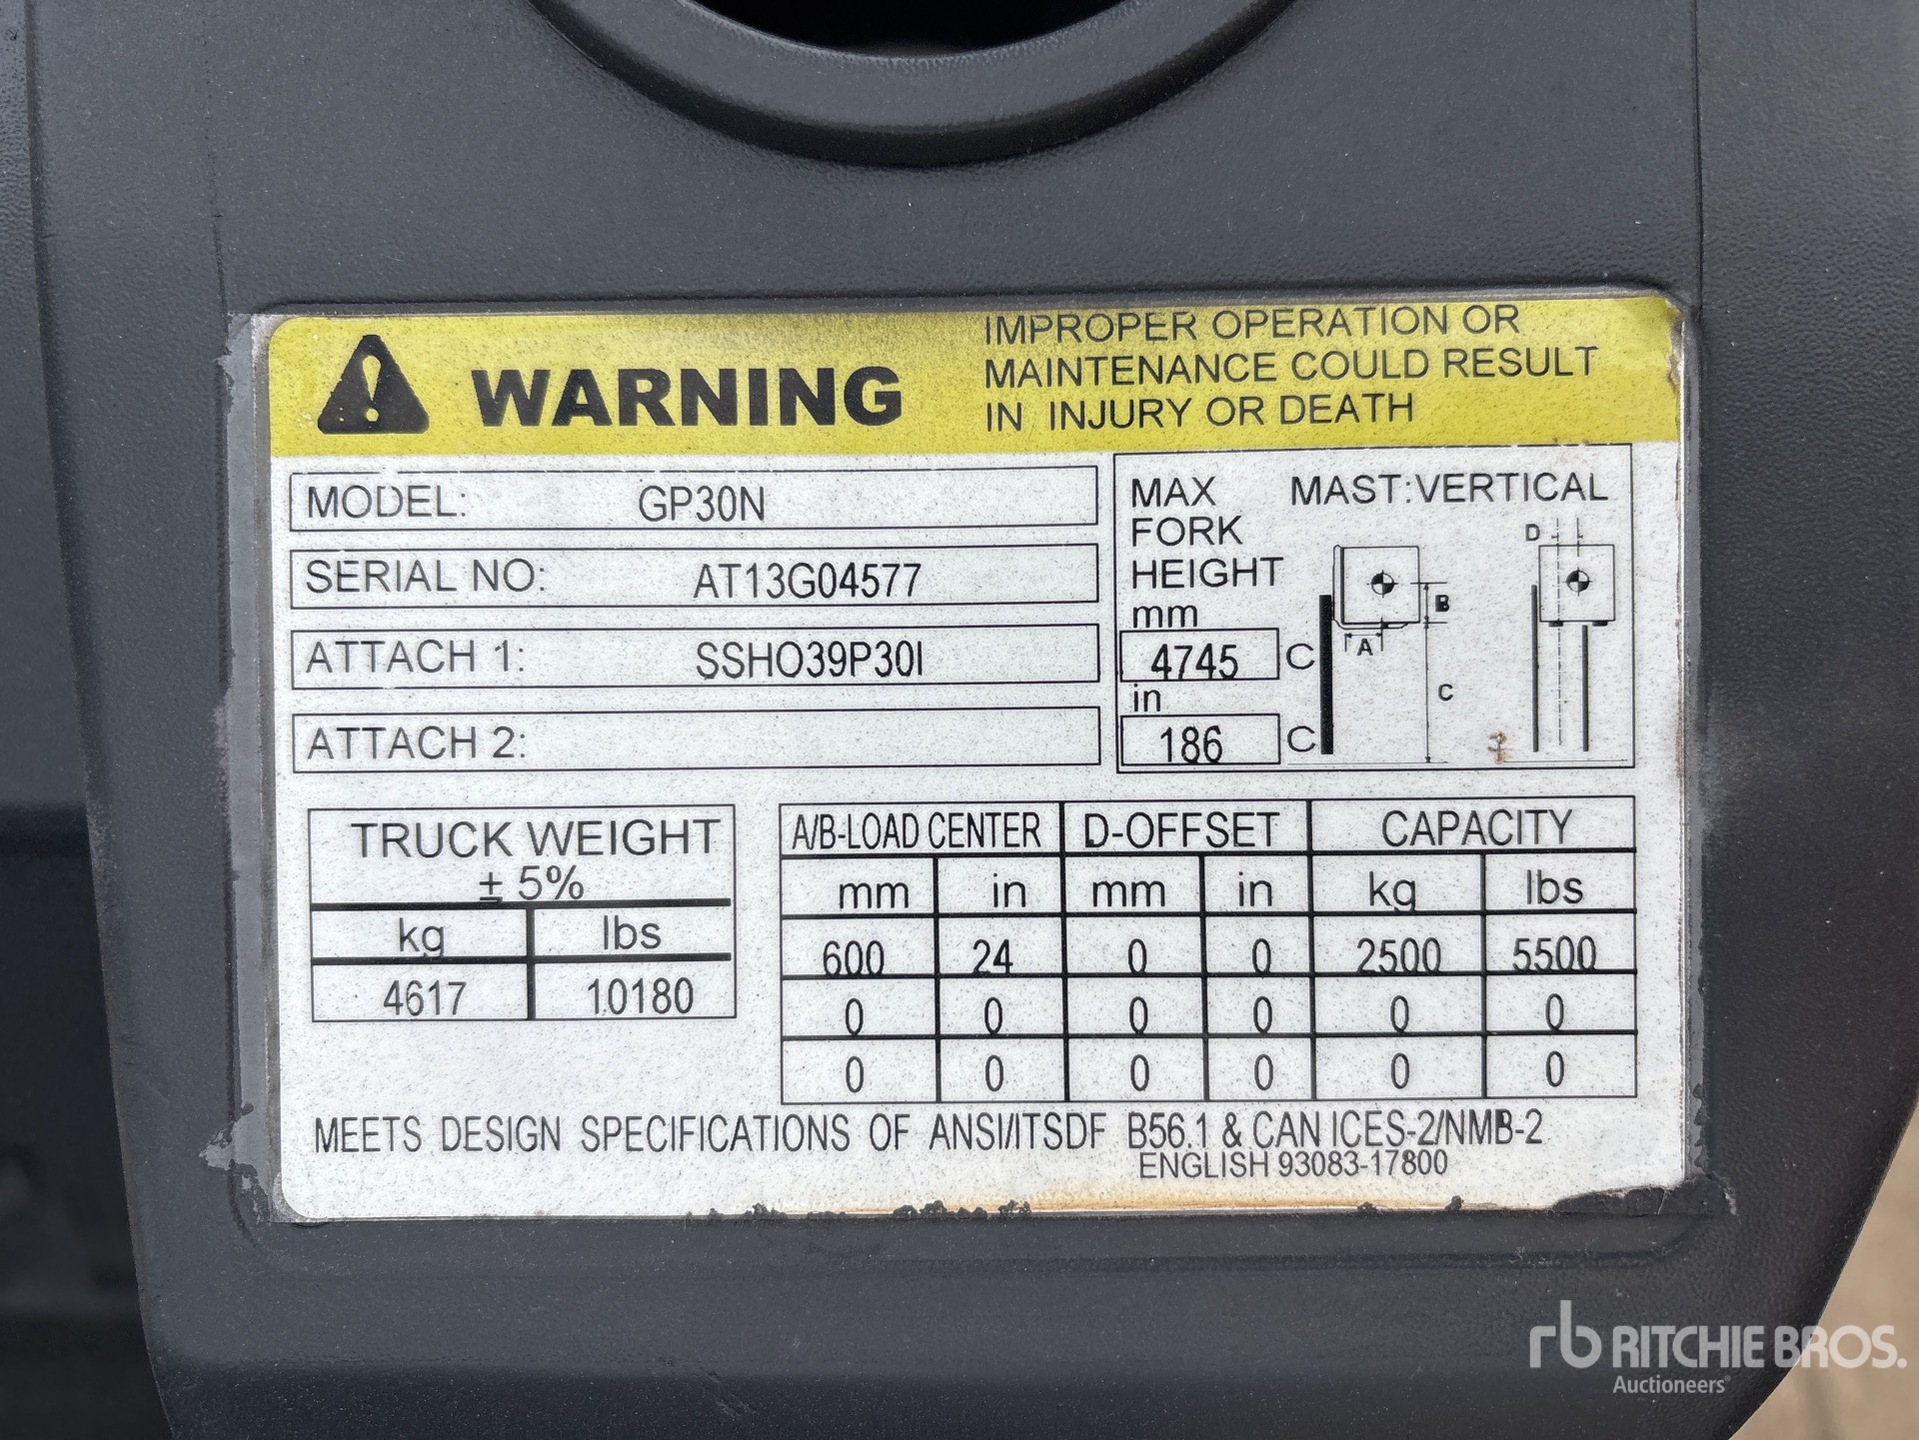 WARNING
IMPROPER OPERATION OR
MAINTENANCE COULD RESULT
IN INJURY OR DEATH
MODEL: GP30N
SERIAL NO: AT13G04577
ATTACH 1: SSHO39P30I
ATTACH 2:
MAX
FORK
HEIGHT
mm
4745 C
in
186 C
MAST:VERTICAL
D
B
A
C
TRUCK WEIGHT
± 5%
kg lbs
4617 10180
A/B-LOAD CENTER D-OFFSET CAPACITY
mm in mm in kg lbs
600 24 0 0 2500 5500
0 0 0 0 0 0
0 0 0 0 0 0
MEETS DESIGN SPECIFICATIONS OF ANSI/ITSDF B56.1 & CAN ICES-2/NMB-2
ENGLISH 93083-17800
rb RITCHIE BROS.
Auctioneers